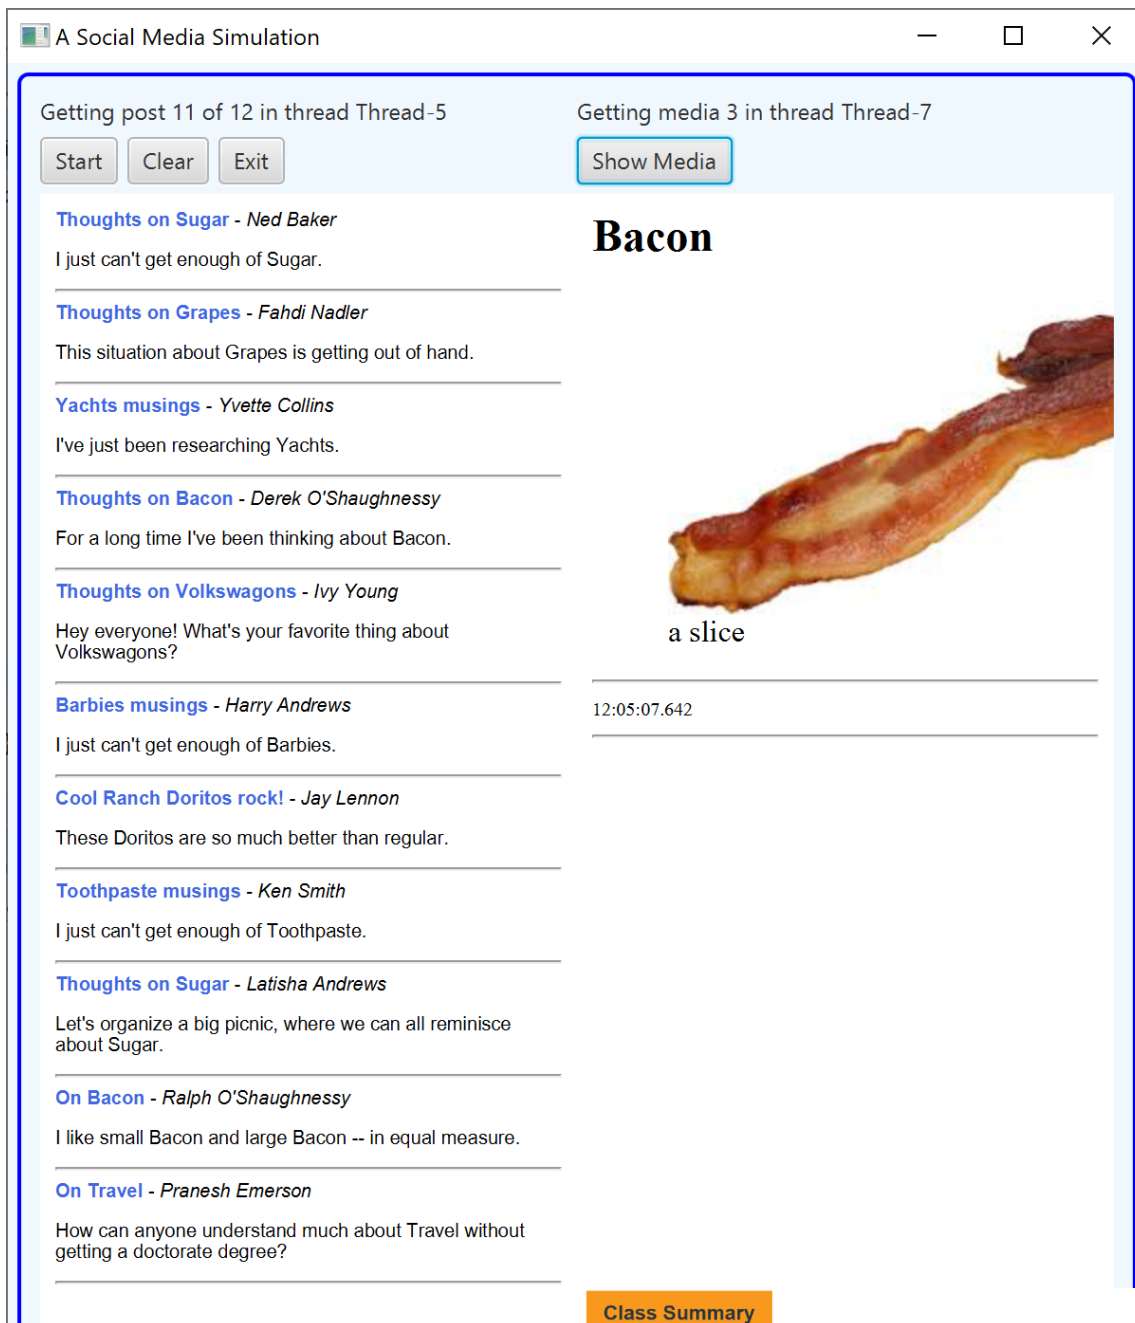 A Social Media Simulation
Getting post 11 of 12 in thread Thread-5
Start
Clear
Exit
Thoughts on Sugar - Ned Baker
I just can't get enough of Sugar.
Thoughts on Grapes - Fahdi Nadler
This situation about Grapes is getting out of hand.
Yachts musings - Yvette Collins
I've just been researching Yachts.
Thoughts on Bacon - Derek O'Shaughnessy
For a long time I've been thinking about Bacon.
Thoughts on Volkswagons - Ivy Young
Hey everyone! What's your favorite thing about
Volkswagons?
Barbies musings - Harry Andrews
I just can't get enough of Barbies.
Cool Ranch Doritos rock! - Jay Lennon
These Doritos are so much better than regular.
Toothpaste musings - Ken Smith
I just can't get enough of Toothpaste.
Thoughts on Sugar - Latisha Andrews
Let's organize a big picnic, where we can all reminisce
about Sugar.
On Bacon - Ralph O'Shaughnessy
I like small Bacon and large Bacon -- in equal measure.
On Travel - Pranesh Emerson
How can anyone understand much about Travel without
getting a doctorate degree?
Getting media 3 in thread Thread-7
Show Media
Bacon
a slice
12:05:07.642
Class Summary